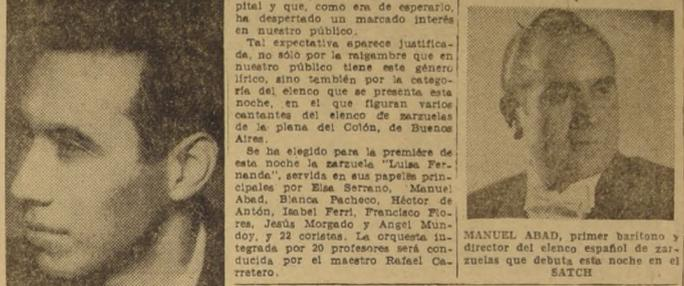 pital y que, como era de esperarlo,
ha despertado un marcado interés
en nuestro público.
Tal expectativa aparece justifica-
da, no sólo por la raigambre que en
nuestro público tiene este género
lírico, sino también por la catego-
ría del elenco que se presenta esta
noche, en el que figuran varios
cantantes del elenco de zarzuelas
de la plana del Colón, de Buenos
Aires.
Se ha elegido para la première de
esta noche la zarzuela "Luisa Fer-
nanda", servida en sus papeles prin-
cipales por Elsa Serrano, Manuel
Abad, Blanca Pacheco, Héctor de
Antón, Isabel Ferri, Francisco Flo-
res, Jesús Morgado y Angel Mun-
doy, y 22 coristas. La orquesta in-
tegrada por 20 profesores será con-
ducida por el maestro Rafael Ca-
rretero.
MANUEL ABAD, primer barítono y
director del elenco español de zar-
zuelas que debuta esta noche en el
SATCH